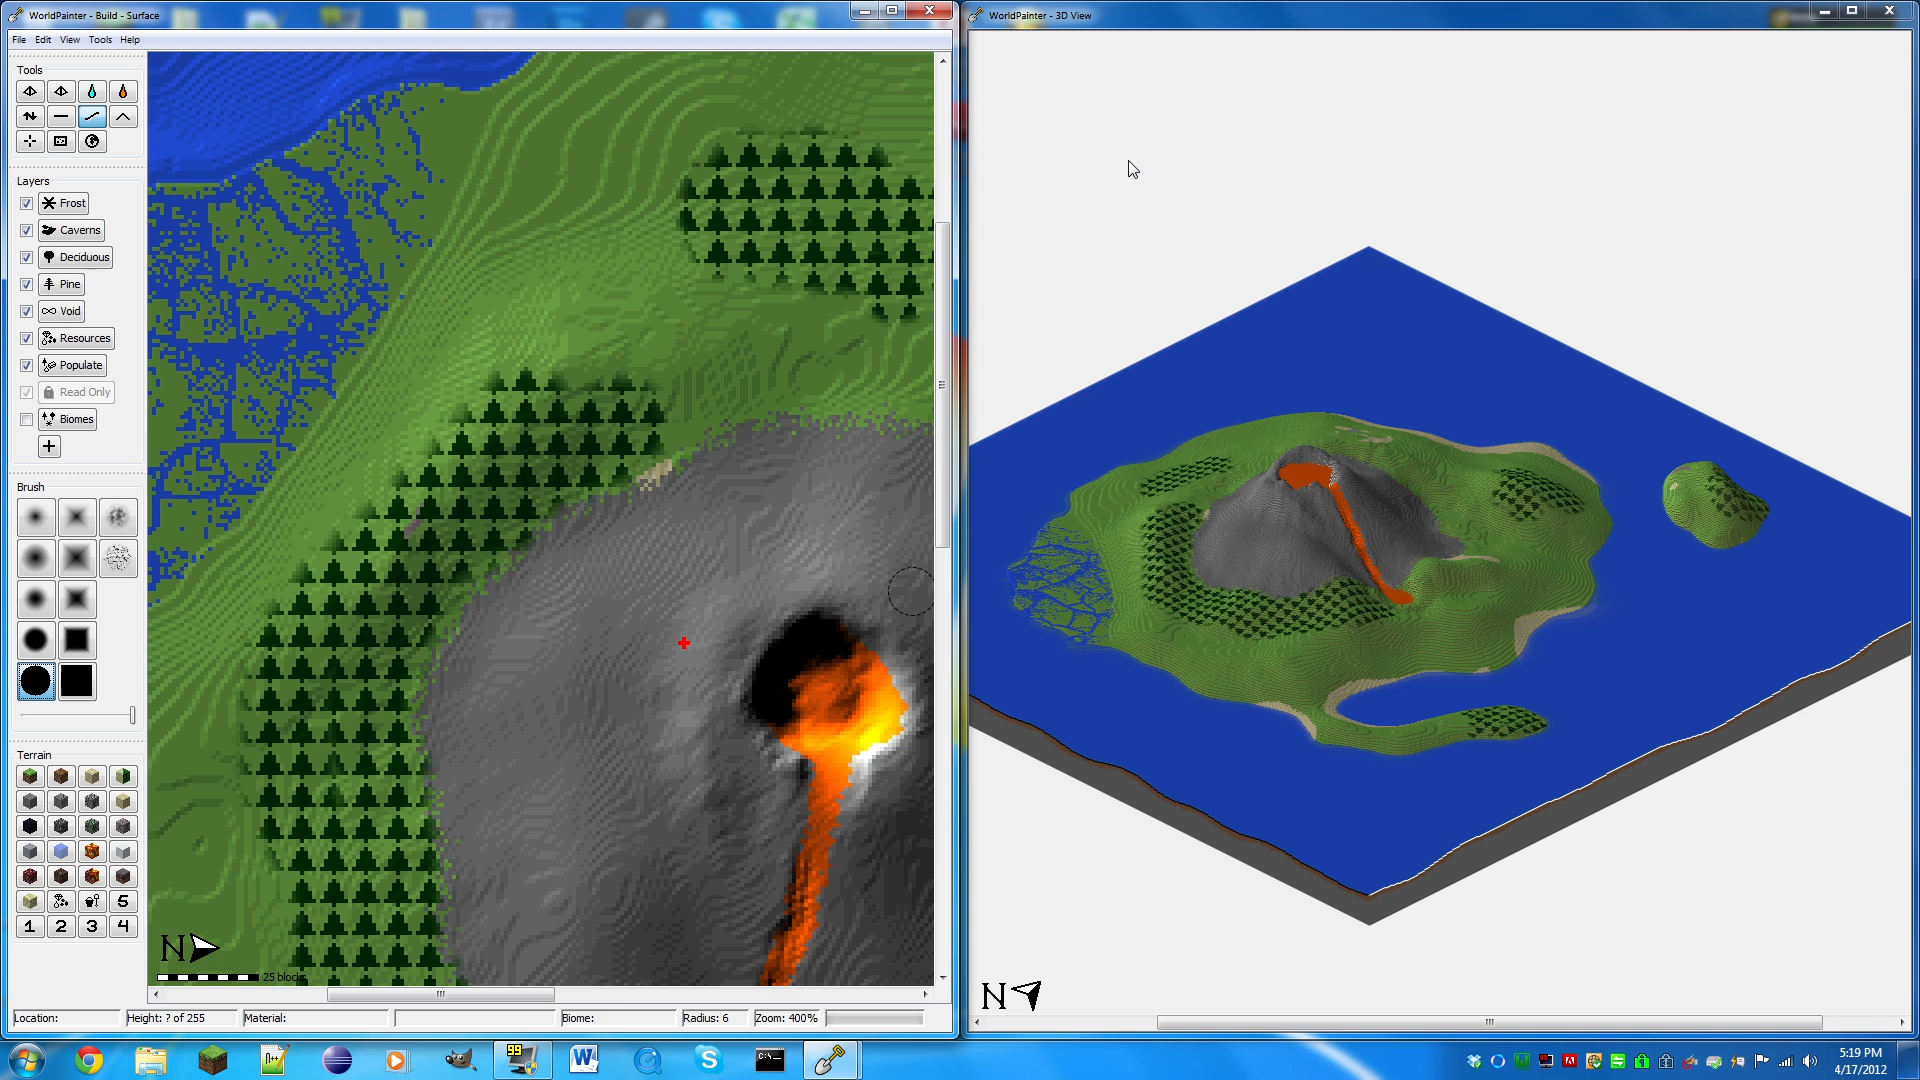 WorldPainter - Build - Surface
File Edit View Tools Help
Tools
Layers
Frost
Caverns
Deciduous
Pine
Void
Resources
Populate
Read Only
Biomes
Brush
Terrain
5
1 2 3 4
N
25 blocks
Location: Height: ? of 255 Material: Biome: Radius: 6 Zoom: 400%
WorldPainter - 3D View
N
99
5:19 PM
4/17/2012